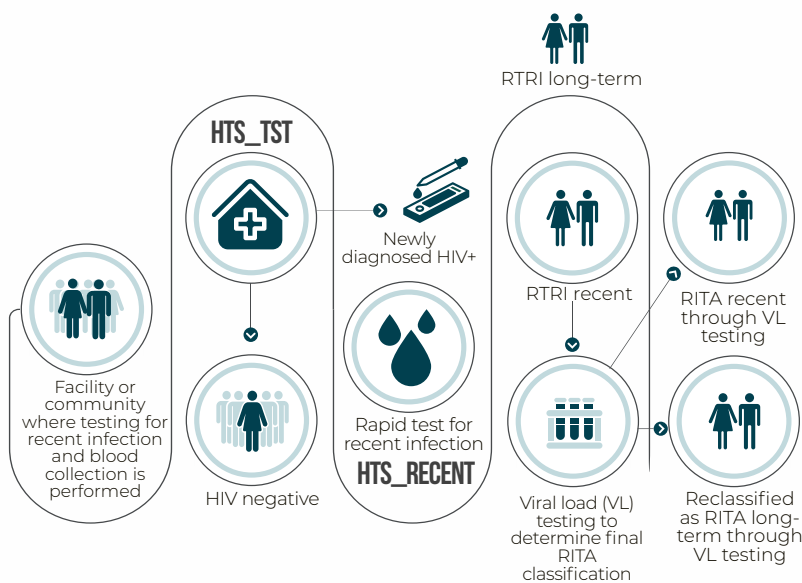 Facility or
community
where testing for
recent infection
and blood
collection is
performed
HTS_TST
HIV negative
Newly
diagnosed HIV+
Rapid test for
recent infection
HTS_RECENT
RTRI long-term
RTRI recent
Viral load (VL)
testing to
determine final
RITA
classification
RITA recent
through VL
testing
Reclassified
as RITA long-
term through
VL testing